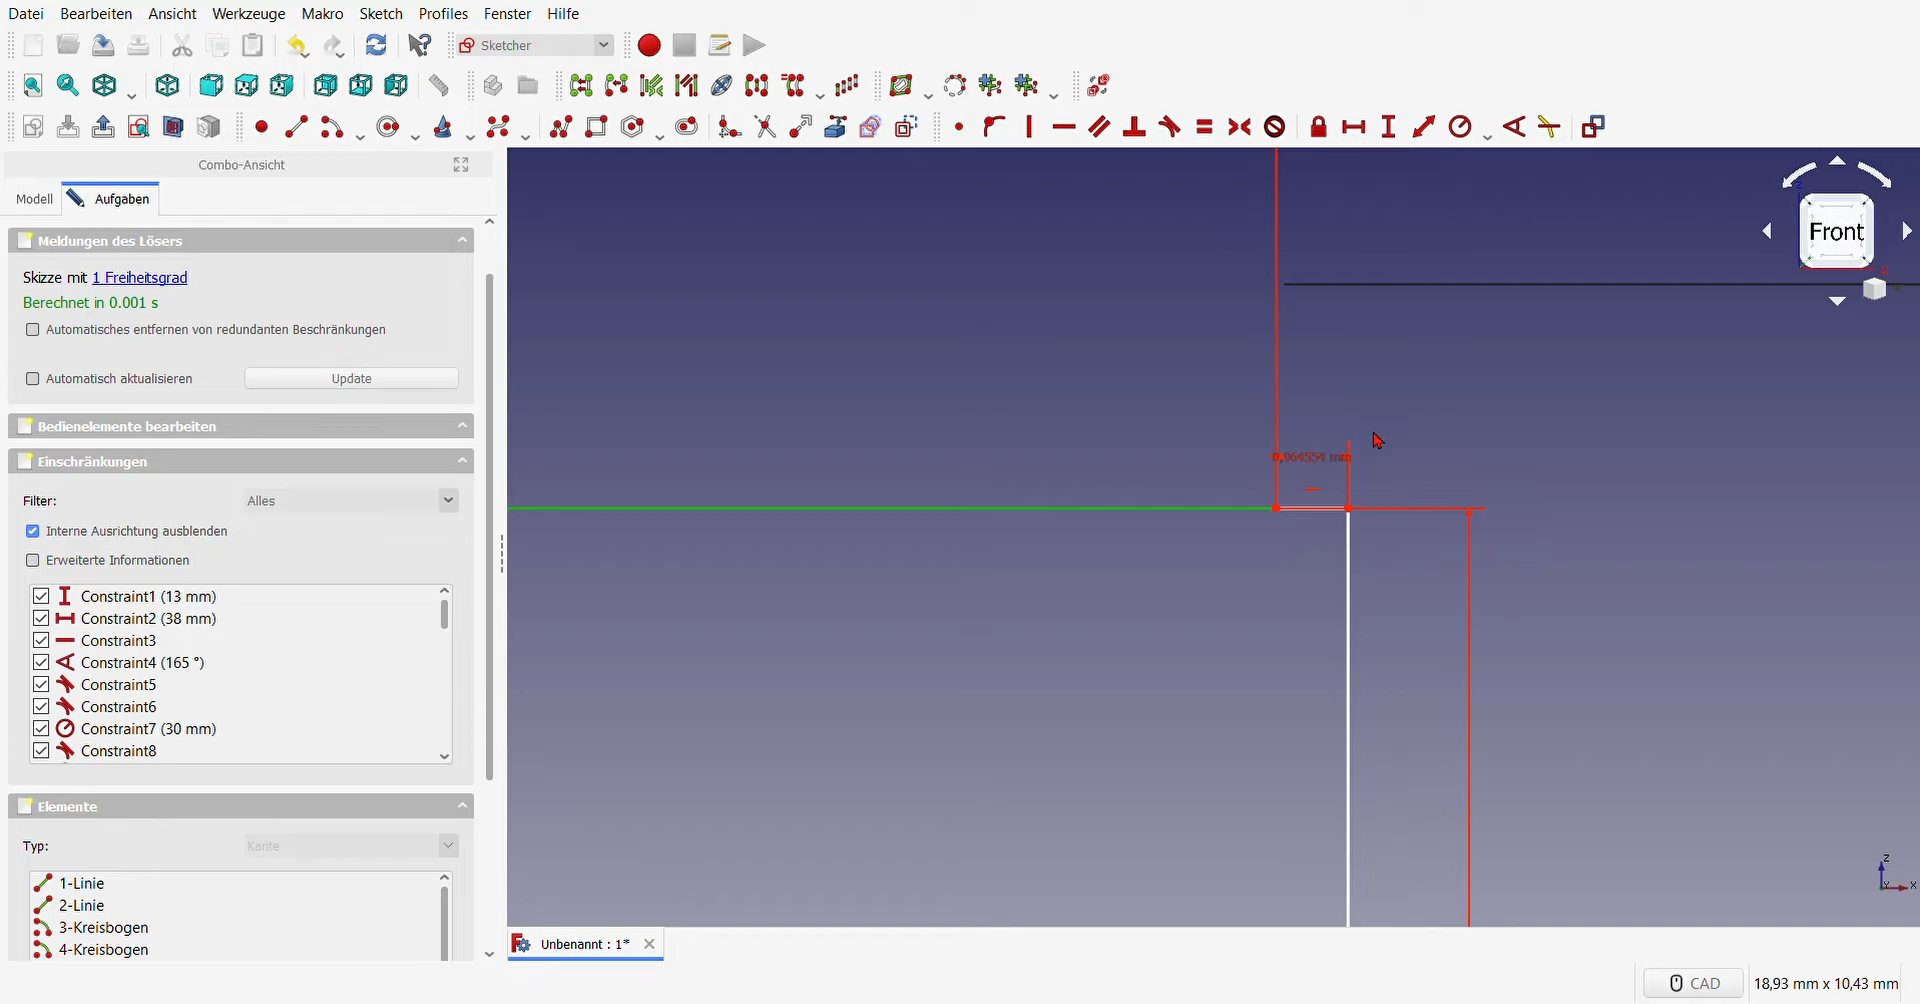 Datei Bearbeiten Ansicht Werkzeuge Makro Sketch Profiles Fenster Hilfe
Sketcher
Combo-Ansicht
Modell Aufgaben
Meldungen des Lösers
Skizze mit 1 Freiheitsgrad
Berechnet in 0.001 s
Automatisches entfernen von redundanten Beschränkungen
Automatisch aktualisieren Update
Bedienelemente bearbeiten
Einschränkungen
Filter: Alles
Interne Ausrichtung ausblenden
Erweiterte Informationen
Constraint1 (13 mm)
Constraint2 (38 mm)
Constraint3
Constraint4 (165 °)
Constraint5
Constraint6
Constraint7 (30 mm)
Constraint8
Elemente
Typ: Kante
1-Linie
2-Linie
3-Kreisbogen
4-Kreisbogen
Front
0,964554 mm
z
x
Unbenannt : 1*
CAD 18,93 mm x 10,43 mm